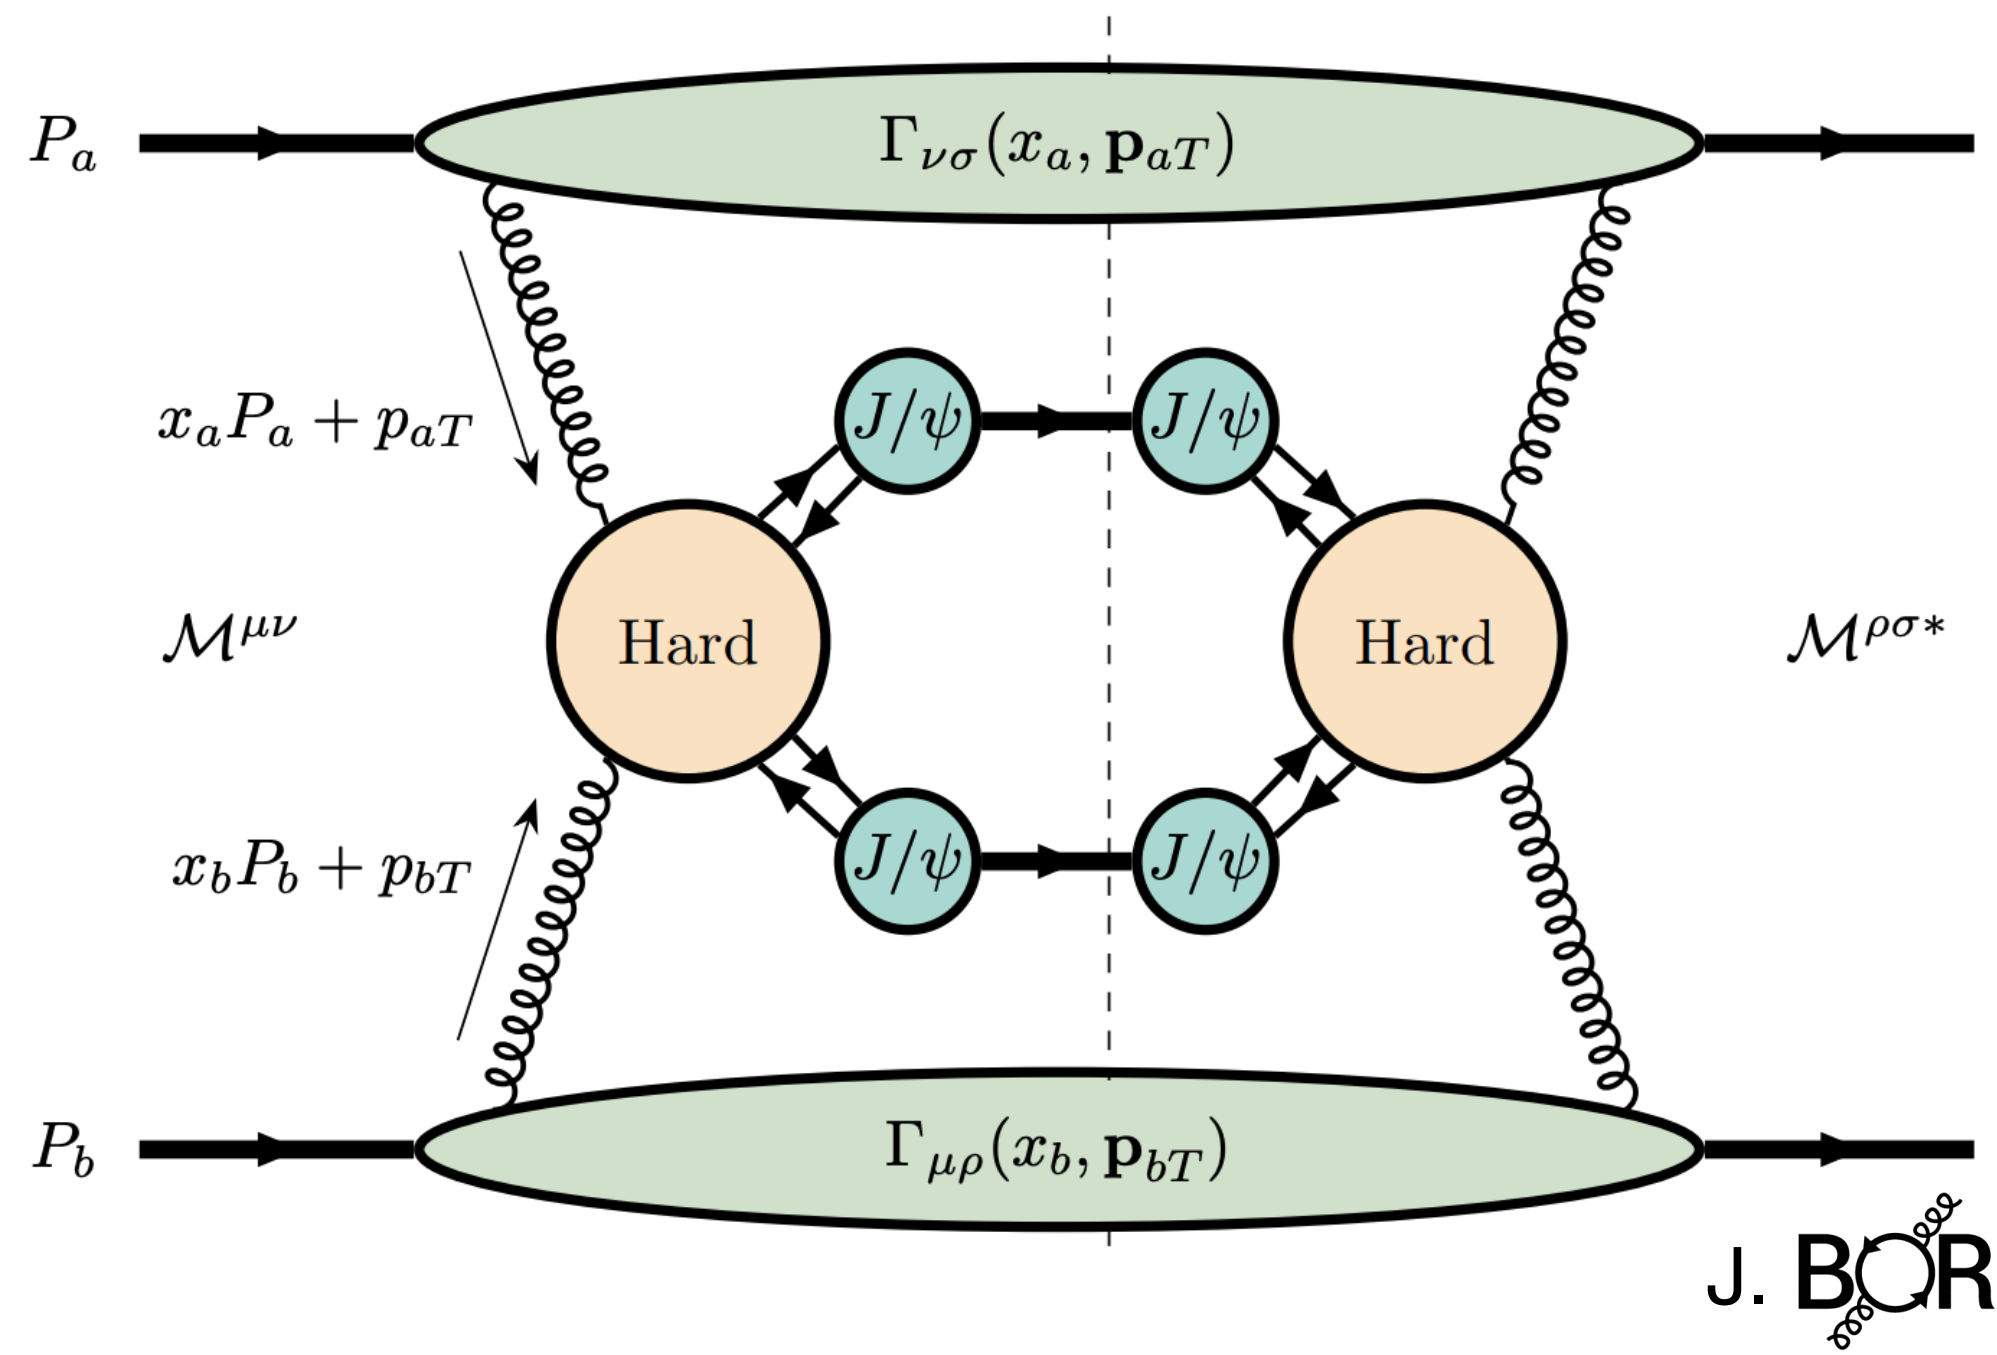 P_a
Γ_{νσ}(x_a, p_{aT})
x_a P_a + p_{aT}
J/ψ
J/ψ
M^{μν}
Hard
Hard
M^{ρσ*}
x_b P_b + p_{bT}
J/ψ
J/ψ
P_b
Γ_{μρ}(x_b, p_{bT})
J. BOR